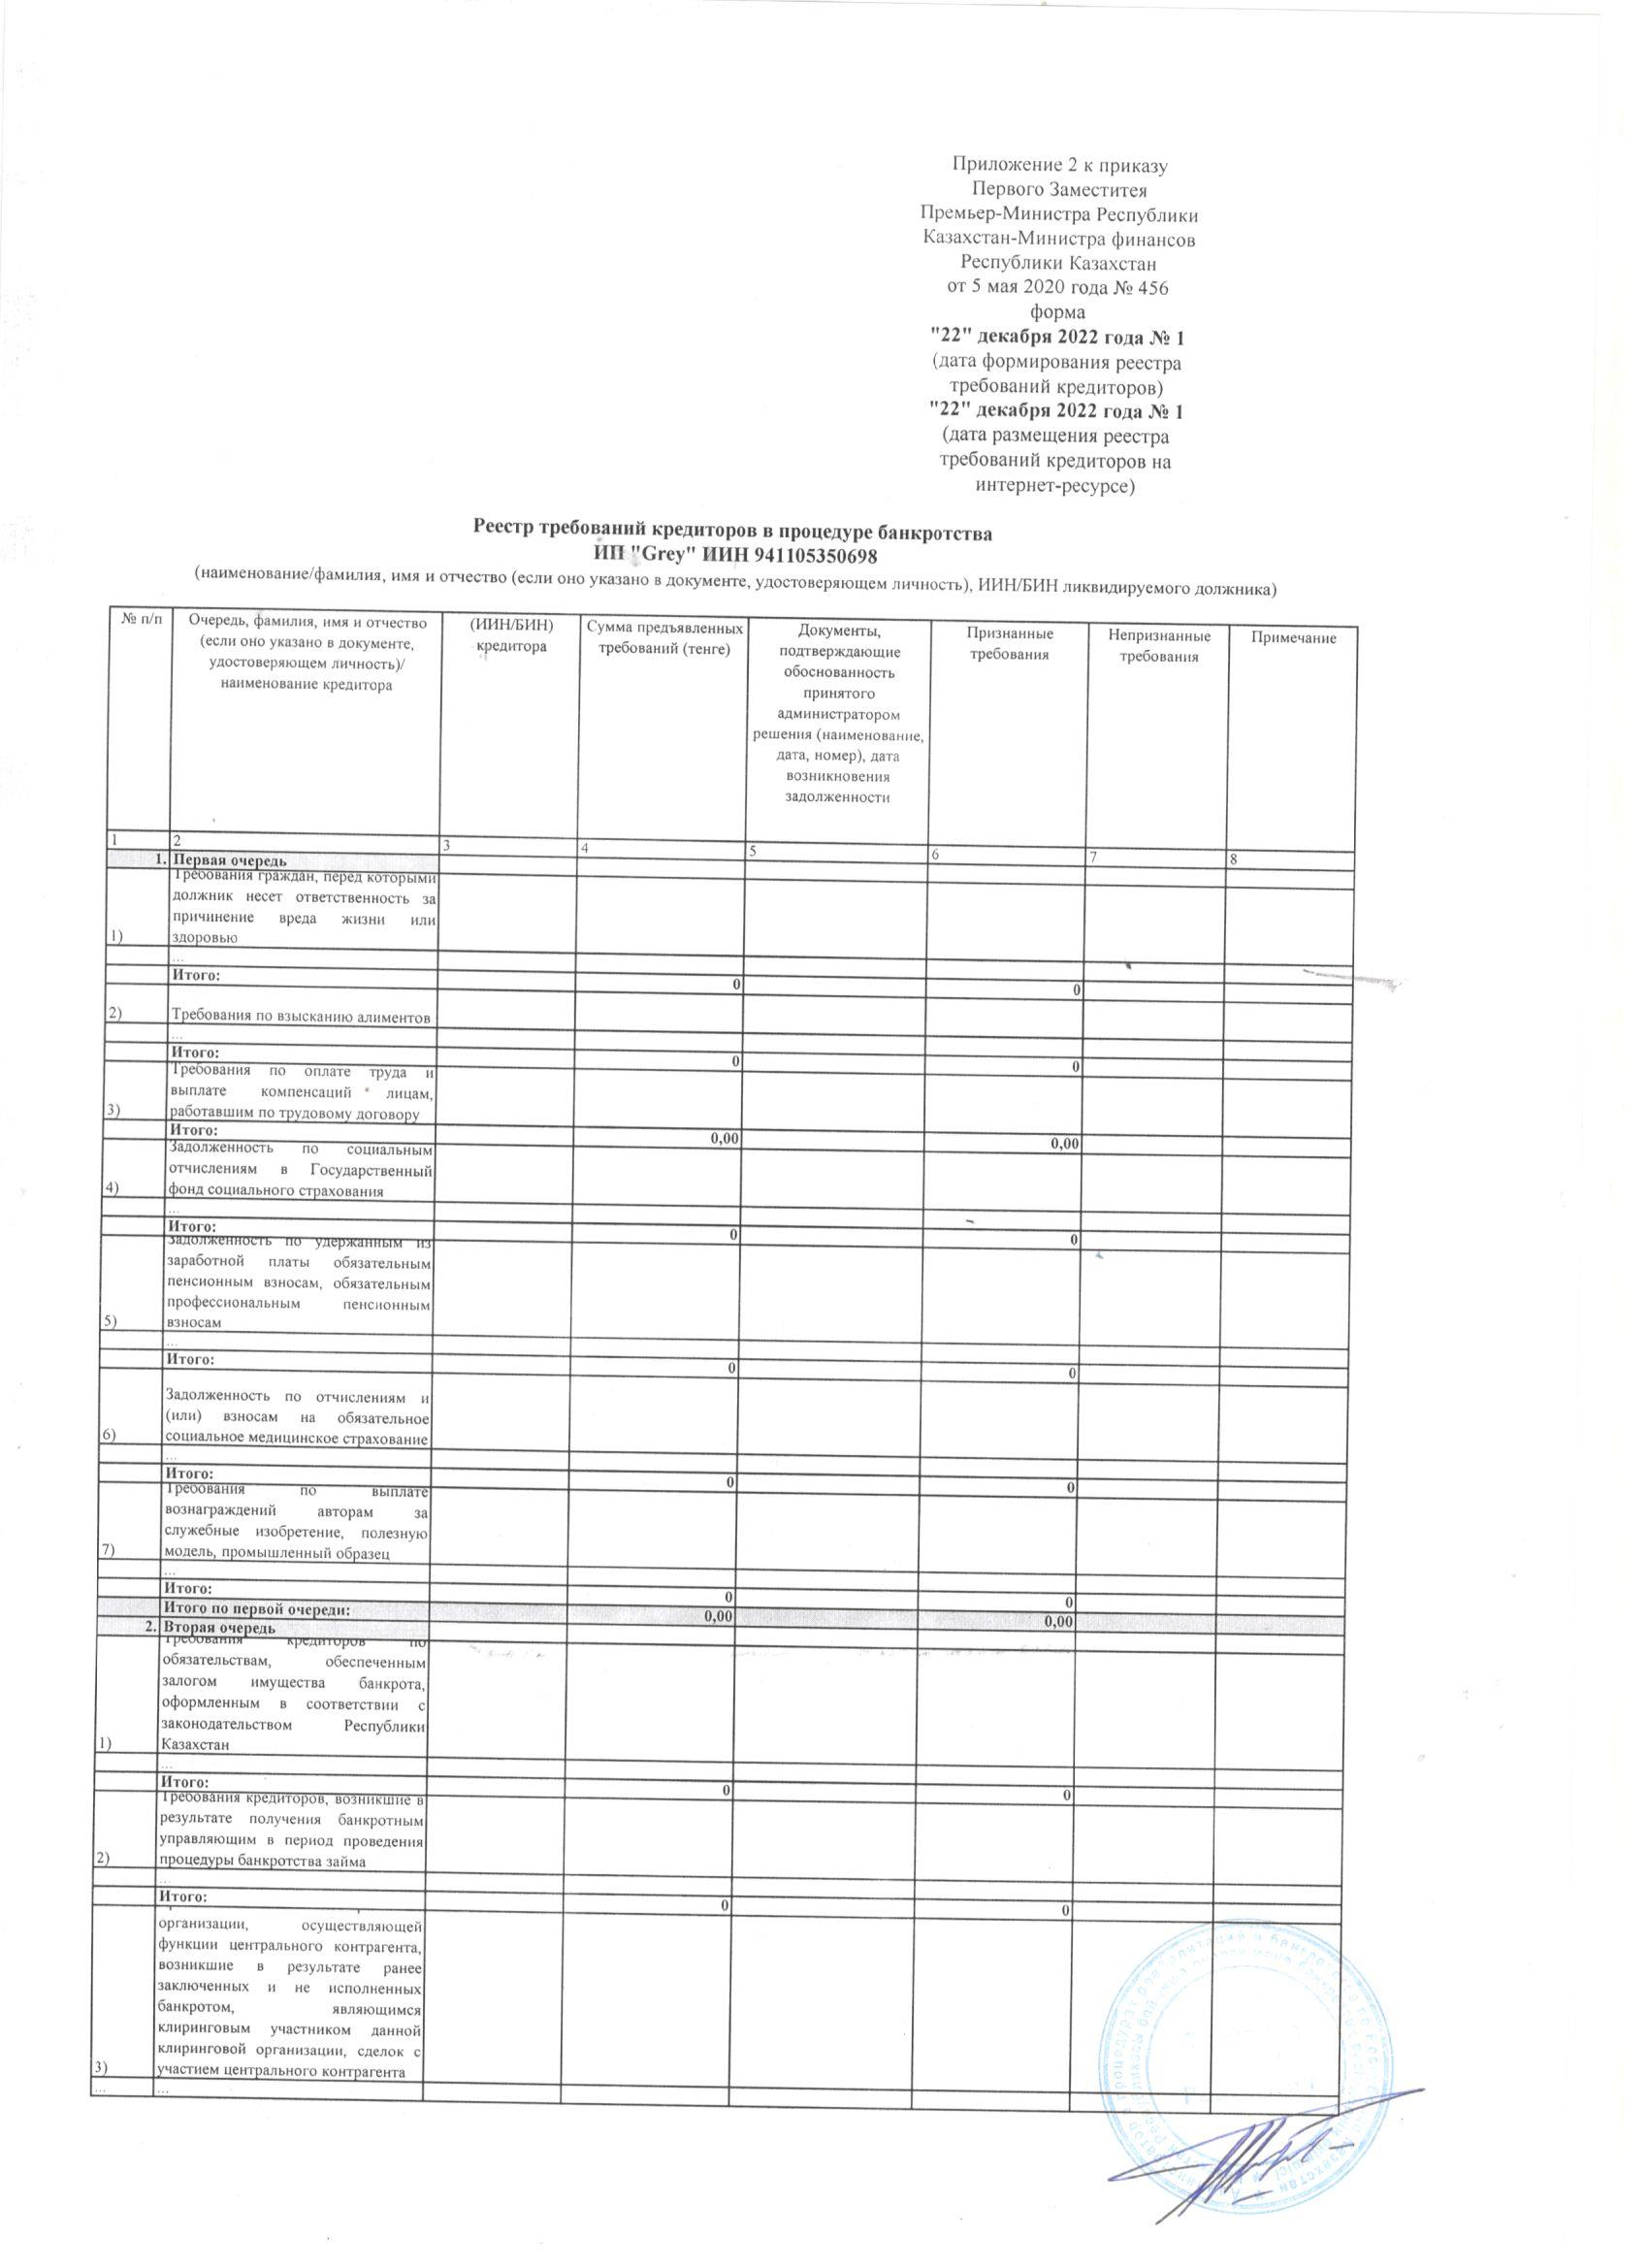 Приложение 2 к приказу
Первого Заместитея
Премьер-Министра Республики
Казахстан-Министра финансов
Республики Казахстан
от 5 мая 2020 года № 456
форма
"22" декабря 2022 года № 1
(дата формирования реестра
требований кредиторов)
"22" декабря 2022 года № 1
(дата размещения реестра
требований кредиторов на
интернет-ресурсе)
Реестр требований кредиторов в процедуре банкротства
ИП "Grey" ИИН 941105350698
(наименование/фамилия, имя и отчество (если оно указано в документе, удостоверяющем личность), ИИН/БИН ликвидируемого должника)
№ п/п
Очередь, фамилия, имя и отчество
(если оно указано в документе,
удостоверяющем личность)/
наименование кредитора
(ИИН/БИН)
кредитора
Сумма предъявленных
требований (тенге)
Документы,
подтверждающие
обоснованность
принятого
администратором
решения (наименование,
дата, номер), дата
возникновения
задолженности
Признанные
требования
Непризнанные
требования
Примечание
1 2 3 4 5 6 7 8
1. Первая очередь
Требования граждан, перед которыми
должник несет ответственность за
причинение вреда жизни или
1) здоровью
...
Итого: 0 0
2) Требования по взысканию алиментов
...
Итого: 0 0
Требования по оплате труда и
выплате компенсаций лицам,
3) работавшим по трудовому договору
Итого: 0,00 0,00
Задолженность по социальным
отчислениям в Государственный
4) фонд социального страхования
...
Итого: 0 0
Задолженность по удержанным из
заработной платы обязательным
пенсионным взносам, обязательным
профессиональным пенсионным
5) взносам
...
Итого: 0 0
Задолженность по отчислениям и
(или) взносам на обязательное
6) социальное медицинское страхование
...
Итого: 0 0
Требования по выплате
вознаграждений авторам за
служебные изобретение, полезную
7) модель, промышленный образец
...
Итого: 0 0
Итого по первой очереди: 0,00 0,00
2. Вторая очередь
Требования кредиторов по
обязательствам, обеспеченным
залогом имущества банкрота,
оформленным в соответствии с
законодательством Республики
1) Казахстан
...
Итого: 0 0
Требования кредиторов, возникшие в
результате получения банкротным
управляющим в период проведения
2) процедуры банкротства займа
...
Итого: 0 0
организации, осуществляющей
функции центрального контрагента,
возникшие в результате ранее
заключенных и не исполненных
банкротом, являющимся
клиринговым участником данной
клиринговой организации, сделок с
3) участием центрального контрагента
... ...